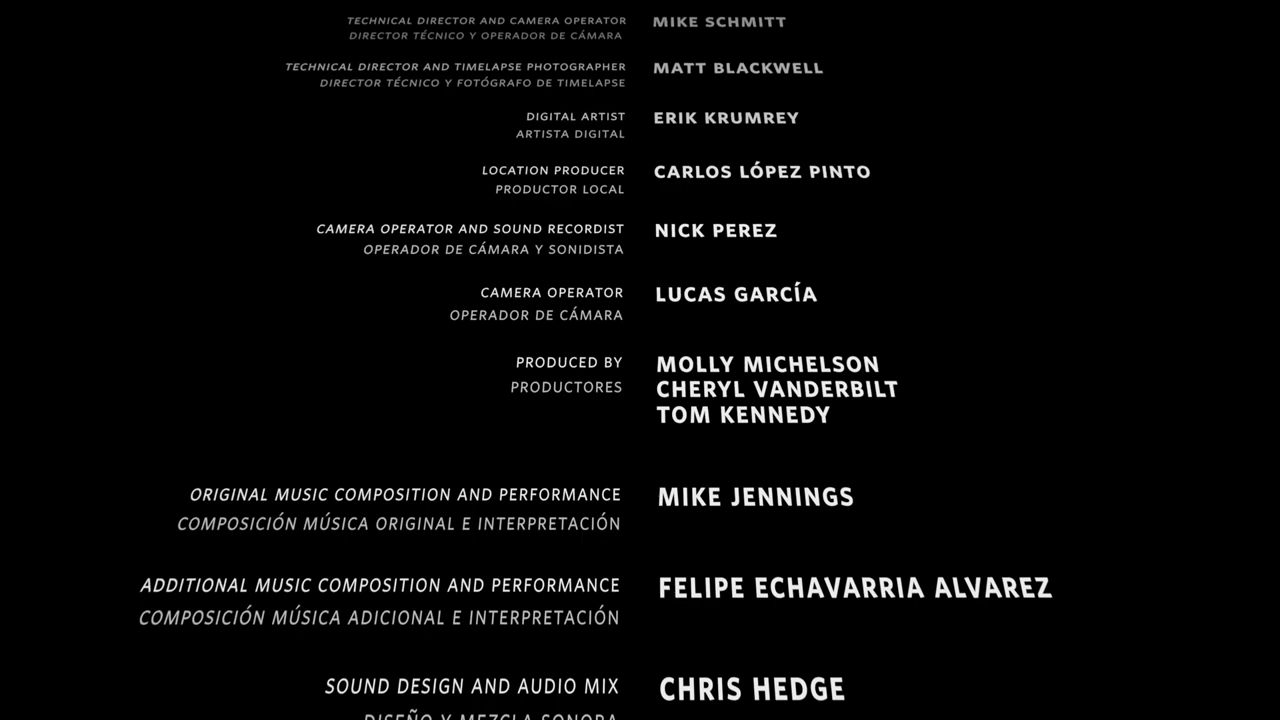 TECHNICAL DIRECTOR AND CAMERA OPERATOR MIKE SCHMITT
DIRECTOR TÉCNICO Y OPERADOR DE CÁMARA
TECHNICAL DIRECTOR AND TIMELAPSE PHOTOGRAPHER MATT BLACKWELL
DIRECTOR TÉCNICO Y FOTÓGRAFO DE TIMELAPSE
DIGITAL ARTIST ERIK KRUMREY
ARTISTA DIGITAL
LOCATION PRODUCER CARLOS LÓPEZ PINTO
PRODUCTOR LOCAL
CAMERA OPERATOR AND SOUND RECORDIST NICK PEREZ
OPERADOR DE CÁMARA Y SONIDISTA
CAMERA OPERATOR LUCAS GARCÍA
OPERADOR DE CÁMARA
PRODUCED BY MOLLY MICHELSON
PRODUCTORES CHERYL VANDERBILT
TOM KENNEDY
ORIGINAL MUSIC COMPOSITION AND PERFORMANCE MIKE JENNINGS
COMPOSICIÓN MÚSICA ORIGINAL E INTERPRETACIÓN
ADDITIONAL MUSIC COMPOSITION AND PERFORMANCE FELIPE ECHAVARRIA ALVAREZ
COMPOSICIÓN MÚSICA ADICIONAL E INTERPRETACIÓN
SOUND DESIGN AND AUDIO MIX CHRIS HEDGE
DISEÑO Y MEZCLA SONORA